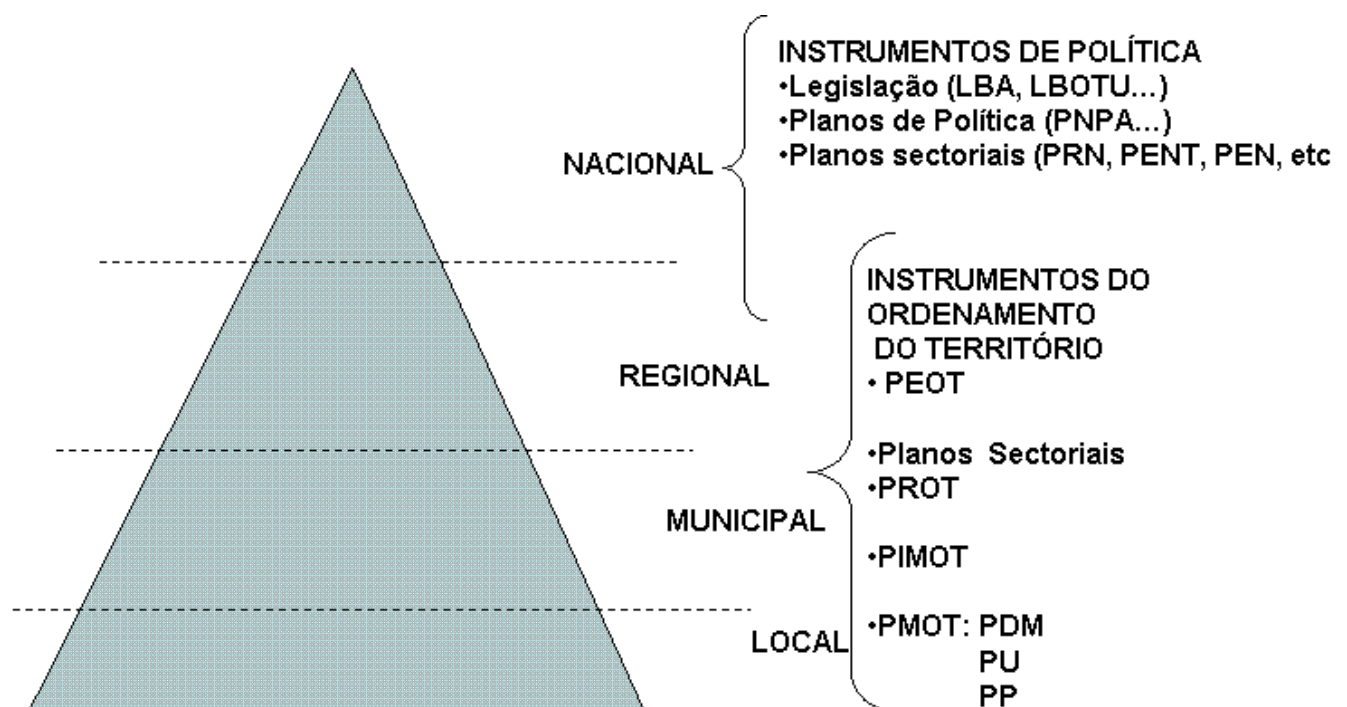 INSTRUMENTOS DE POLÍTICA
•Legislação (LBA, LBOTU...)
•Planos de Política (PNPA...)
•Planos sectoriais (PRN, PENT, PEN, etc
NACIONAL
INSTRUMENTOS DO
ORDENAMENTO
DO TERRITÓRIO
• PEOT
REGIONAL
•Planos Sectoriais
•PROT
MUNICIPAL
•PIMOT
•PMOT: PDM
PU
PP
LOCAL